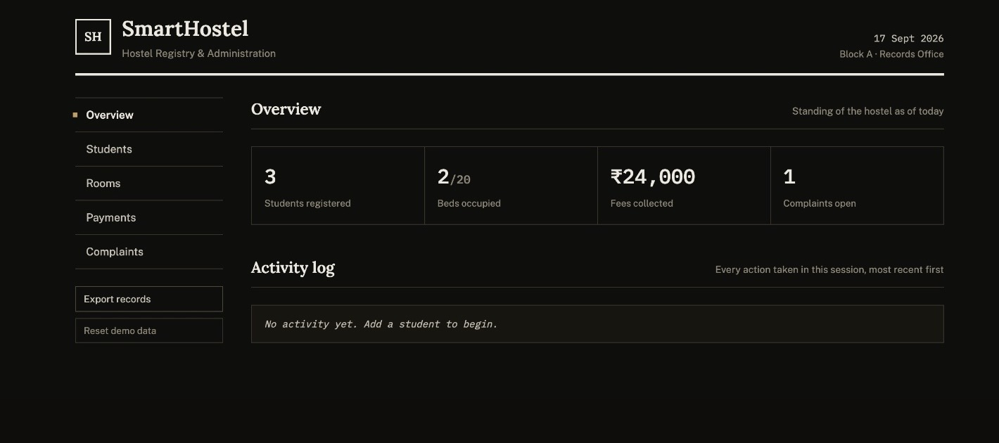 SH
SmartHostel
Hostel Registry & Administration
17 Sept 2026
Block A · Records Office
Overview
Students
Rooms
Payments
Complaints
Export records
Reset demo data
Overview
Standing of the hostel as of today
3
Students registered
2/20
Beds occupied
₹24,000
Fees collected
1
Complaints open
Activity log
Every action taken in this session, most recent first
No activity yet. Add a student to begin.